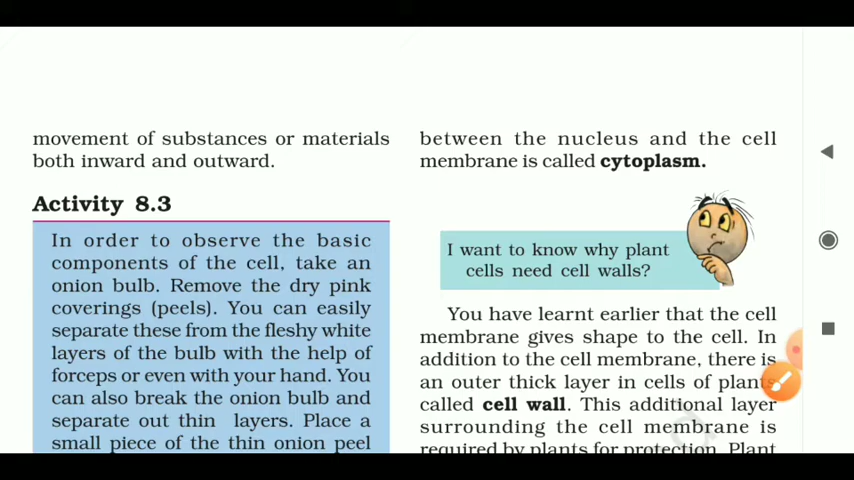 movement of substances or materials
both inward and outward.
Activity 8.3
In order to observe the basic
components of the cell, take an
onion bulb. Remove the dry pink
coverings (peels). You can easily
separate these from the fleshy white
layers of the bulb with the help of
forceps or even with your hand. You
can also break the onion bulb and
separate out thin layers. Place a
small piece of the thin onion peel
between the nucleus and the cell
membrane is called cytoplasm.
I want to know why plant
cells need cell walls?
You have learnt earlier that the cell
membrane gives shape to the cell. In
addition to the cell membrane, there is
an outer thick layer in cells of plants
called cell wall. This additional layer
surrounding the cell membrane is
required by plants for protection. Plant